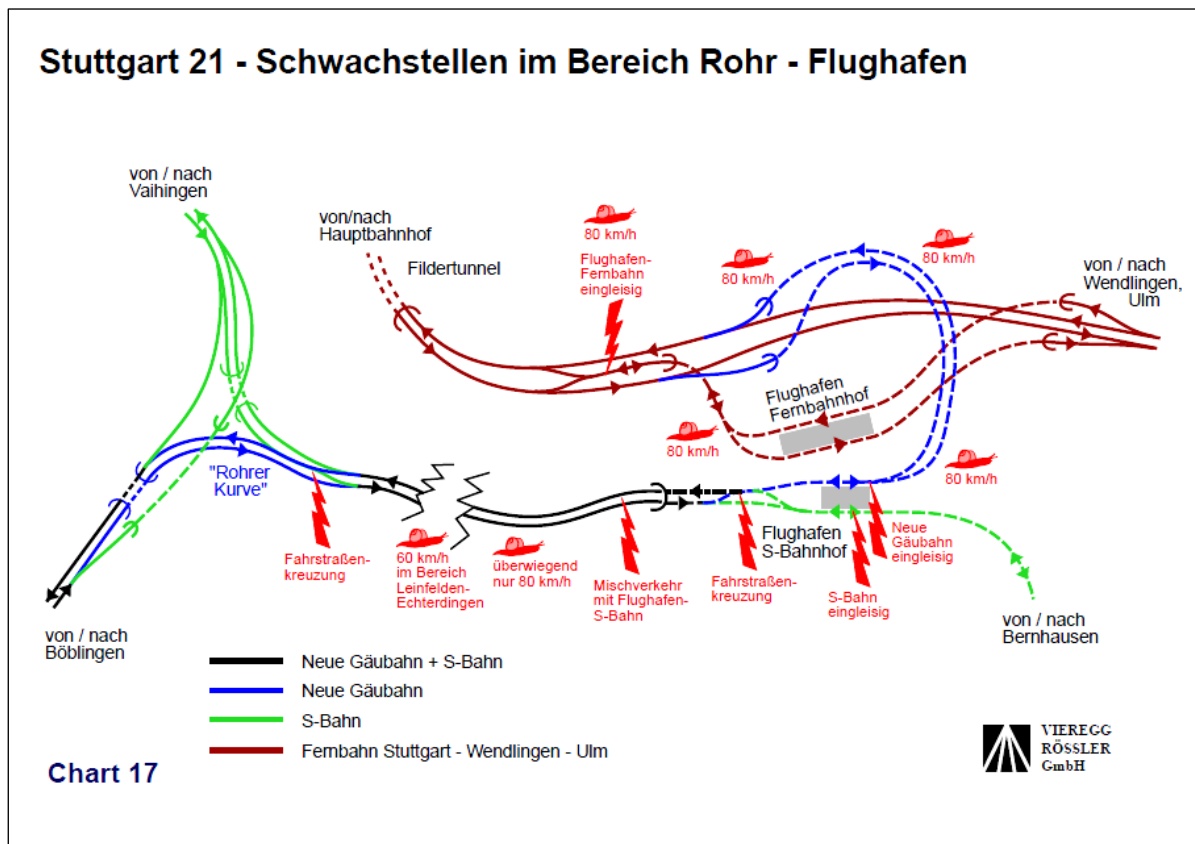 Stuttgart 21 - Schwachstellen im Bereich Rohr - Flughafen
von / nach
Vaihingen
von/nach
Hauptbahnhof
Fildertunnel
80 km/h
Flughafen-
Fernbahn
eingleisig
80 km/h
80 km/h
von / nach
Wendlingen,
Ulm
Flughafen
Fernbahnhof
80 km/h
80 km/h
"Rohrer
Kurve"
Fahrstraßen-
kreuzung
60 km/h
im Bereich
Leinfelden-
Echterdingen
überwiegend
nur 80 km/h
Mischverkehr
mit Flughafen-
S-Bahn
Flughafen
S-Bahnhof
Fahrstraßen-
kreuzung
S-Bahn
eingleisig
Neue
Gäubahn
eingleisig
von / nach
Böblingen
von / nach
Bernhausen
Neue Gäubahn + S-Bahn
Neue Gäubahn
S-Bahn
Fernbahn Stuttgart - Wendlingen - Ulm
Chart 17
VIEREGG
RÖSSLER
GmbH